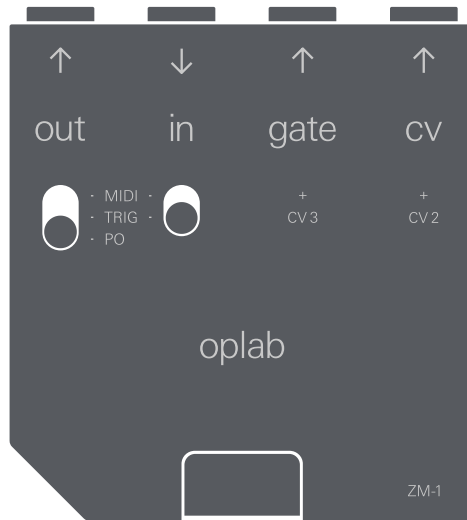 ↑ ↓ ↑ ↑
out in gate cv
- MIDI - + +
- TRIG - CV 3 CV 2
- PO
oplab
ZM-1